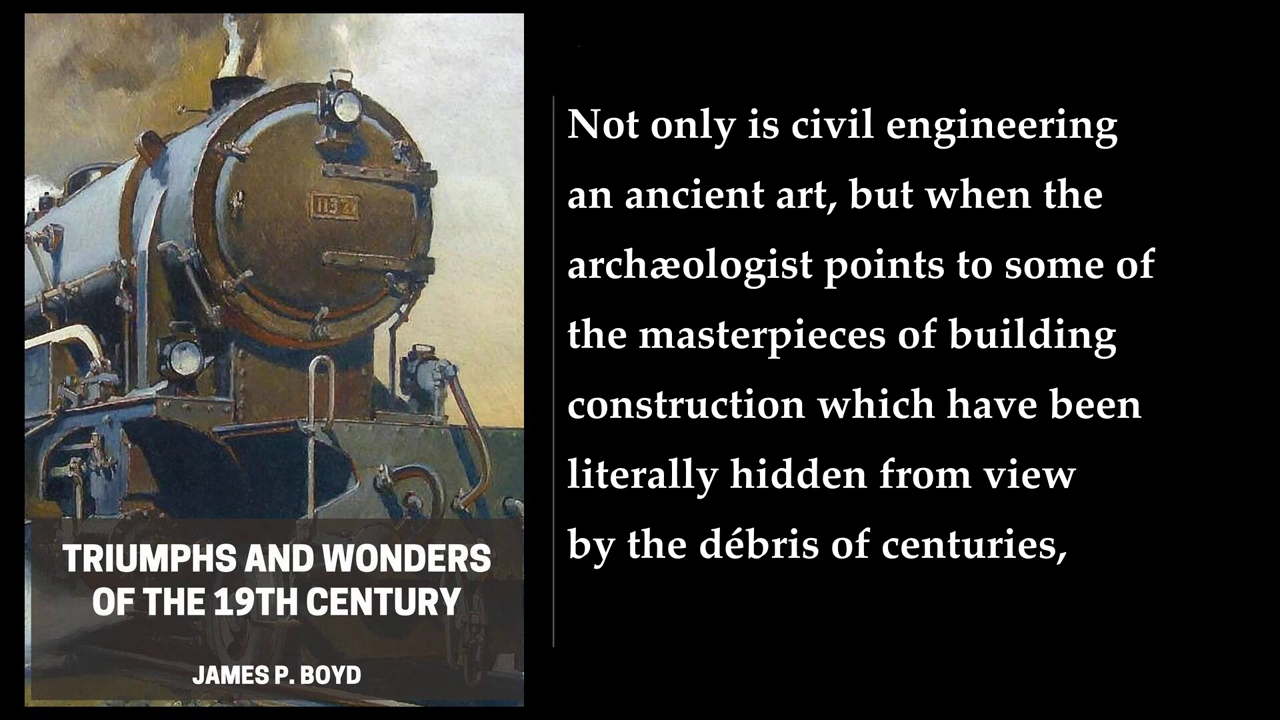 TRIUMPHS AND WONDERS
OF THE 19TH CENTURY
JAMES P. BOYD
Not only is civil engineering
an ancient art, but when the
archæologist points to some of
the masterpieces of building
construction which have been
literally hidden from view
by the débris of centuries,